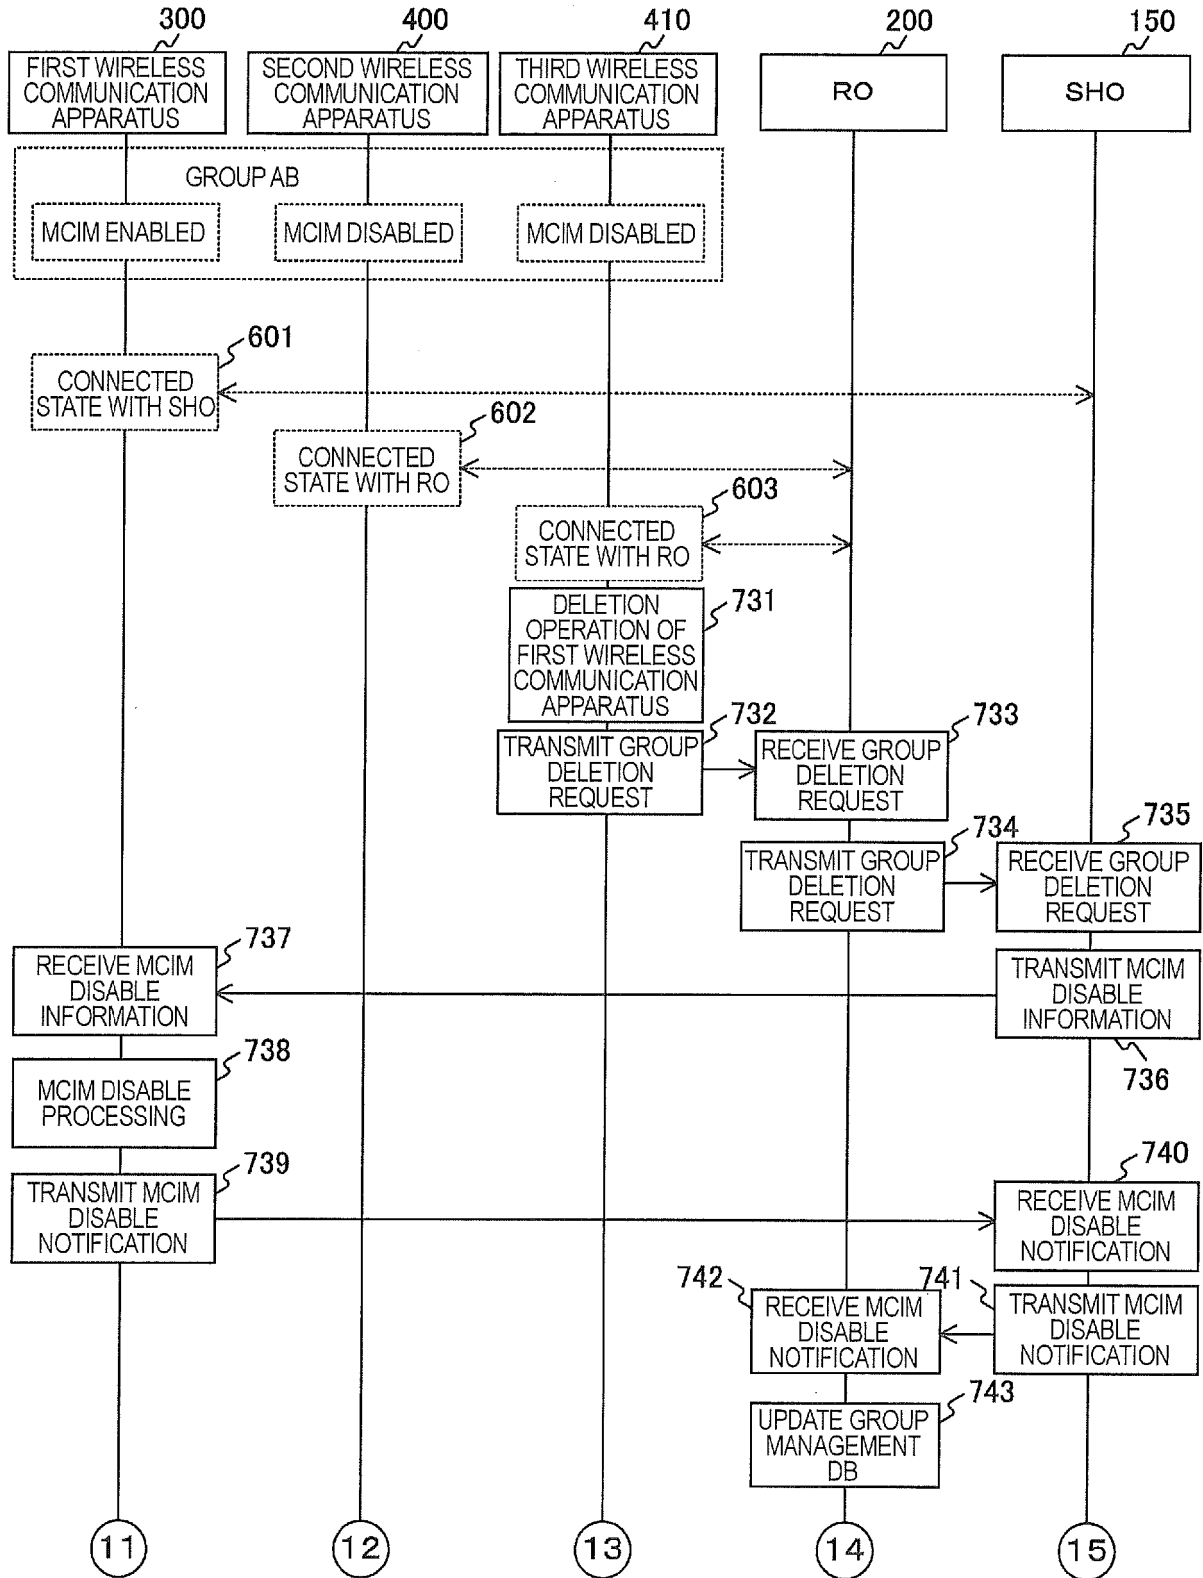 300
400
410
200
150
FIRST WIRELESS
COMMUNICATION
APPARATUS
SECOND WIRELESS
COMMUNICATION
APPARATUS
THIRD WIRELESS
COMMUNICATION
APPARATUS
RO
SHO
GROUP AB
MCIM ENABLED
MCIM DISABLED
MCIM DISABLED
601
CONNECTED
STATE WITH SHO
602
CONNECTED
STATE WITH RO
603
CONNECTED
STATE WITH RO
731
DELETION
OPERATION OF
FIRST WIRELESS
COMMUNICATION
APPARATUS
732
TRANSMIT GROUP
DELETION
REQUEST
733
RECEIVE GROUP
DELETION
REQUEST
734
TRANSMIT GROUP
DELETION
REQUEST
735
RECEIVE GROUP
DELETION
REQUEST
737
RECEIVE MCIM
DISABLE
INFORMATION
TRANSMIT MCIM
DISABLE
INFORMATION
736
738
MCIM DISABLE
PROCESSING
739
TRANSMIT MCIM
DISABLE
NOTIFICATION
740
RECEIVE MCIM
DISABLE
NOTIFICATION
742
RECEIVE MCIM
DISABLE
NOTIFICATION
741
TRANSMIT MCIM
DISABLE
NOTIFICATION
743
UPDATE GROUP
MANAGEMENT
DB
11
12
13
14
15